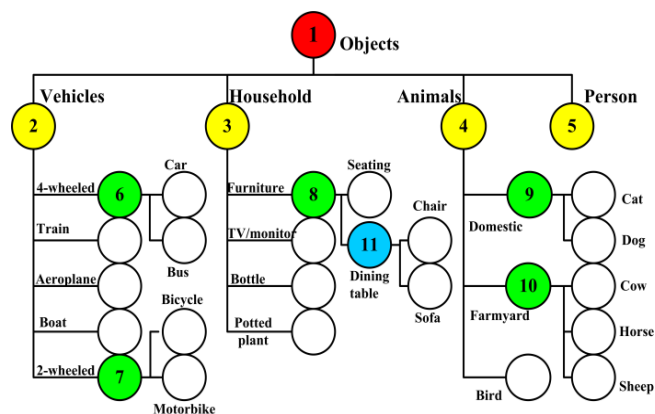 1
Objects
Vehicles
Household
Animals
Person
2
3
4
5
Car
Seating
4-wheeled
6
Furniture
8
9
Cat
Chair
Train
TV/monitor
Domestic
Dog
11
Bus
Aeroplane
Bottle
Dining
table
10
Cow
Bicycle
Farmyard
Sofa
Boat
Potted
plant
Horse
2-wheeled
7
Bird
Sheep
Motorbike